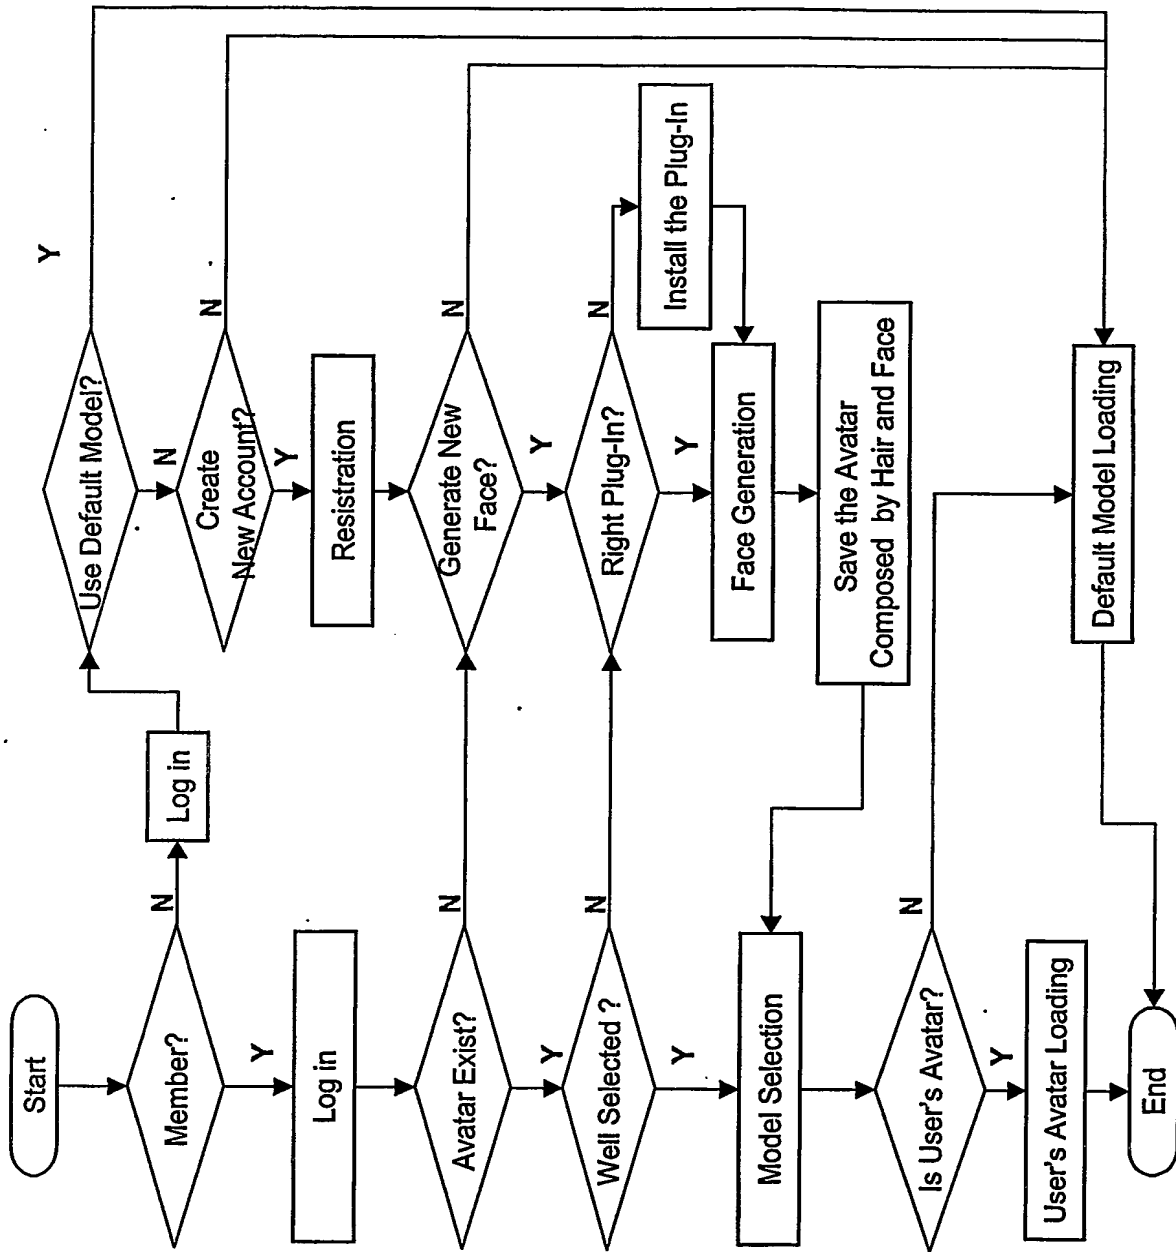 Start
Member?
N
Log in
Y
Log in
Use Default Model?
Y
N
Create
New Account?
N
Y
Resistration
Avatar Exist?
N
Y
Generate New
Face?
N
Y
Well Selected ?
N
Y
Right Plug-In?
N
Install the Plug-In
Y
Face Generation
Save the Avatar
Composed by Hair and Face
Model Selection
Is User's Avatar?
N
Y
User's Avatar Loading
Default Model Loading
End